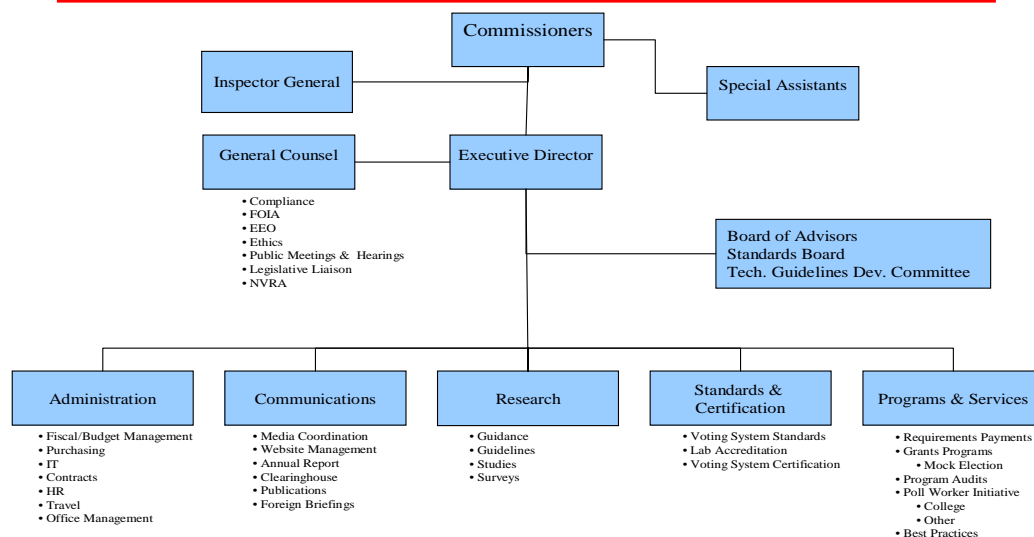 Commissioners
Inspector General
Special Assistants
General Counsel
Executive Director
• Compliance
• FOIA
• EEO
• Ethics
• Public Meetings & Hearings
• Legislative Liaison
• NVRA
Board of Advisors
Standards Board
Tech. Guidelines Dev. Committee
Administration
• Fiscal/Budget Management
• Purchasing
• IT
• Contracts
• HR
• Travel
• Office Management
Communications
• Media Coordination
• Website Management
• Annual Report
• Clearinghouse
• Publications
• Foreign Briefings
Research
• Guidance
• Guidelines
• Studies
• Surveys
Standards &
Certification
• Voting System Standards
• Lab Accreditation
• Voting System Certification
Programs & Services
• Requirements Payments
• Grants Programs
• Mock Election
• Program Audits
• Poll Worker Initiative
• College
• Other
• Best Practices